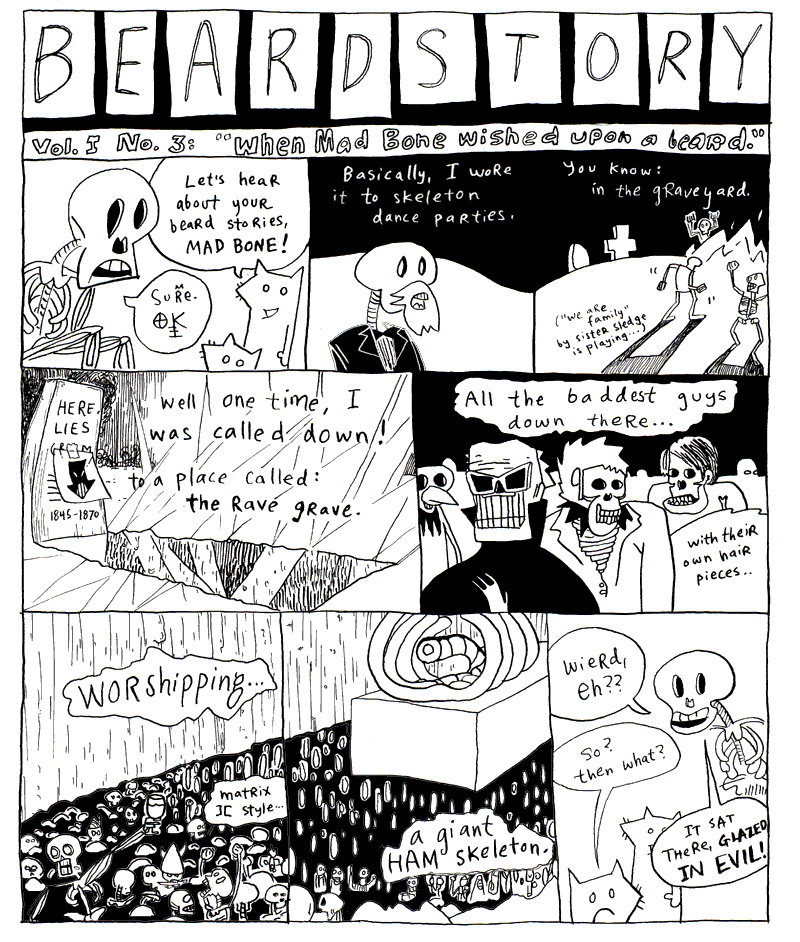 BEARDSTORY
Vol. I No. 3: "When Mad Bone wished upon a beard."
Let's hear
about your
beard stories,
MAD BONE!
Sure.
OK
Basically, I wore
it to skeleton
dance parties.
You know:
in the graveyard.
("We are
family"
by sister sledge
is playing...)
HERE
LIES
1845-1870
well one time, I
was called down!
to a place called:
the Rave grave.
All the baddest guys
down there...
with their
own hair
pieces..
WORshipping...
matrix
II style...
a giant
HAM skeleton.
Wierd,
eh??
So?
then what?
IT SAT
THERE, GLAZED
IN EVIL!